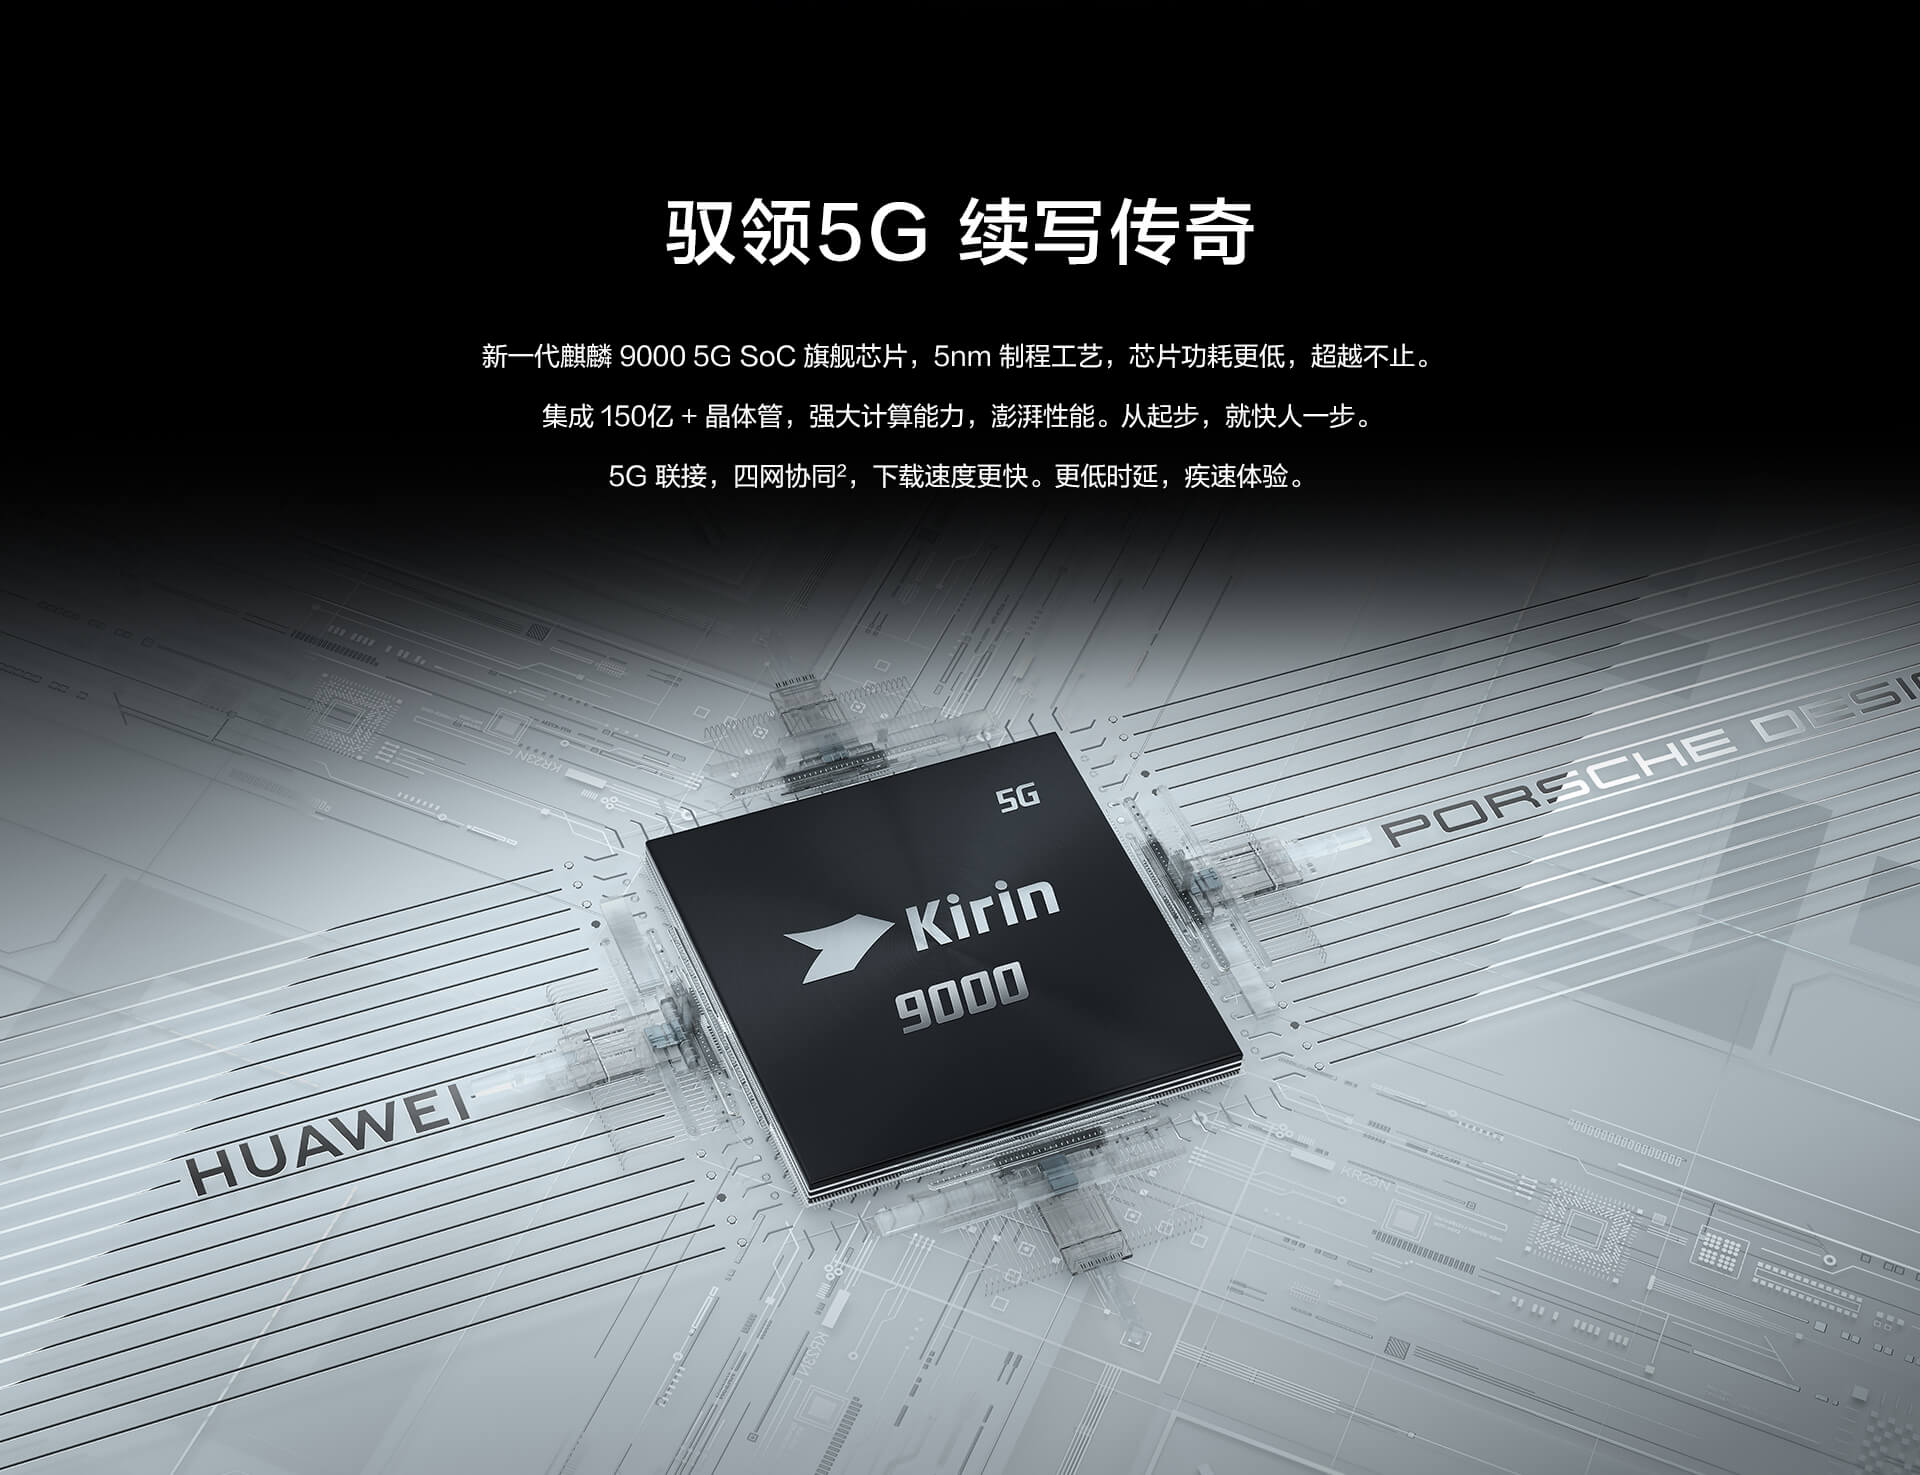 驭领5G 续写传奇
新一代麒麟 9000 5G SoC 旗舰芯片，5nm 制程工艺，芯片功耗更低，超越不止。
集成 150亿 + 晶体管，强大计算能力，澎湃性能。从起步，就快人一步。
5G 联接，四网协同²，下载速度更快。更低时延，疾速体验。
5G
Kirin
9000
HUAWEI
PORSCHE DESI
KR23N
KR23N
KR23N